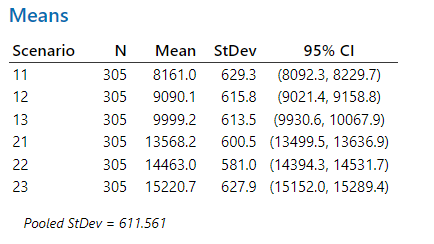 Means
Scenario N Mean StDev 95% CI
11 305 8161.0 629.3 (8092.3, 8229.7)
12 305 9090.1 615.8 (9021.4, 9158.8)
13 305 9999.2 613.5 (9930.6, 10067.9)
21 305 13568.2 600.5 (13499.5, 13636.9)
22 305 14463.0 581.0 (14394.3, 14531.7)
23 305 15220.7 627.9 (15152.0, 15289.4)
Pooled StDev = 611.561